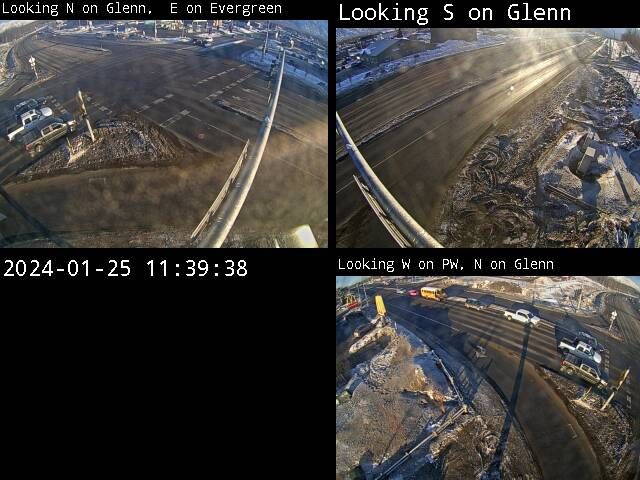 Looking N on Glenn,  E on Evergreen
Looking S on Glenn
2024-01-25 11:39:38
Looking W on PW, N on Glenn